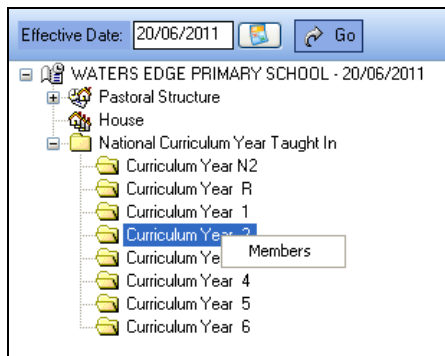 Effective Date: 20/06/2011 Go
WATERS EDGE PRIMARY SCHOOL - 20/06/2011
Pastoral Structure
House
National Curriculum Year Taught In
Curriculum Year N2
Curriculum Year R
Curriculum Year 1
Curriculum Year 2
Members
Curriculum Ye
Curriculum Year 4
Curriculum Year 5
Curriculum Year 6